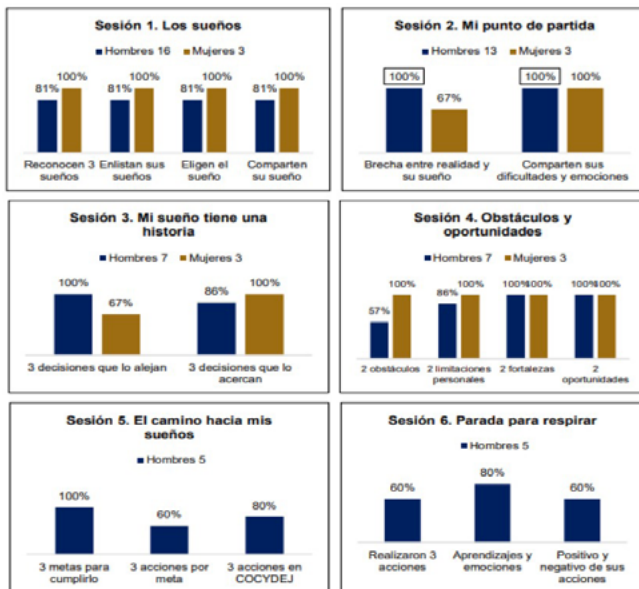 Sesión 1. Los sueños
Hombres 16 Mujeres 3
81% 100% 81% 100% 81% 100% 81% 100%
Reconocen 3 Enlistan sus Eligen el Comparten
sueños sueños sueño su sueño
Sesión 2. Mi punto de partida
Hombres 13 Mujeres 3
100% 67% 100% 100%
Brecha entre realidad y Comparten sus
su sueño dificultades y emociones
Sesión 3. Mi sueño tiene una
historia
Hombres 7 Mujeres 3
100% 67% 86% 100%
3 decisiones que lo alejan 3 decisiones que lo
acercan
Sesión 4. Obstáculos y
oportunidades
Hombres 7 Mujeres 3
57% 100% 86% 100% 100% 100% 100% 100%
2 obstáculos 2 limitaciones 2 fortalezas 2
personales oportunidades
Sesión 5. El camino hacia mis
sueños
Hombres 5
100% 60% 80%
3 metas para 3 acciones por 3 acciones en
cumplirlo meta COCYDEJ
Sesión 6. Parada para respirar
Hombres 5
60% 80% 60%
Realizaron 3 Aprendizajes y Positivo y
acciones emociones negativo de sus
acciones